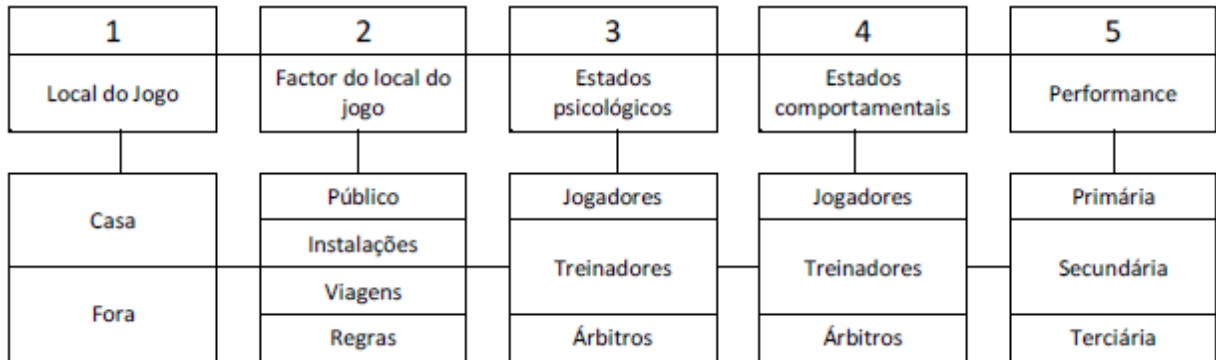 1
2
3
4
5
Local do Jogo
Factor do local do
jogo
Estados
psicológicos
Estados
comportamentais
Performance
Casa
Fora
Público
Instalações
Viagens
Regras
Jogadores
Treinadores
Árbitros
Jogadores
Treinadores
Árbitros
Primária
Secundária
Terciária